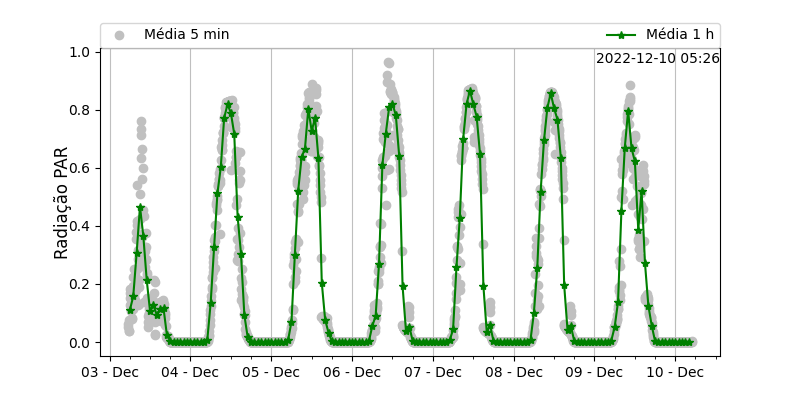 Média 5 min
Média 1 h
2022-12-10 05:26
Radiação PAR
1.0
0.8
0.6
0.4
0.2
0.0
03 - Dec
04 - Dec
05 - Dec
06 - Dec
07 - Dec
08 - Dec
09 - Dec
10 - Dec